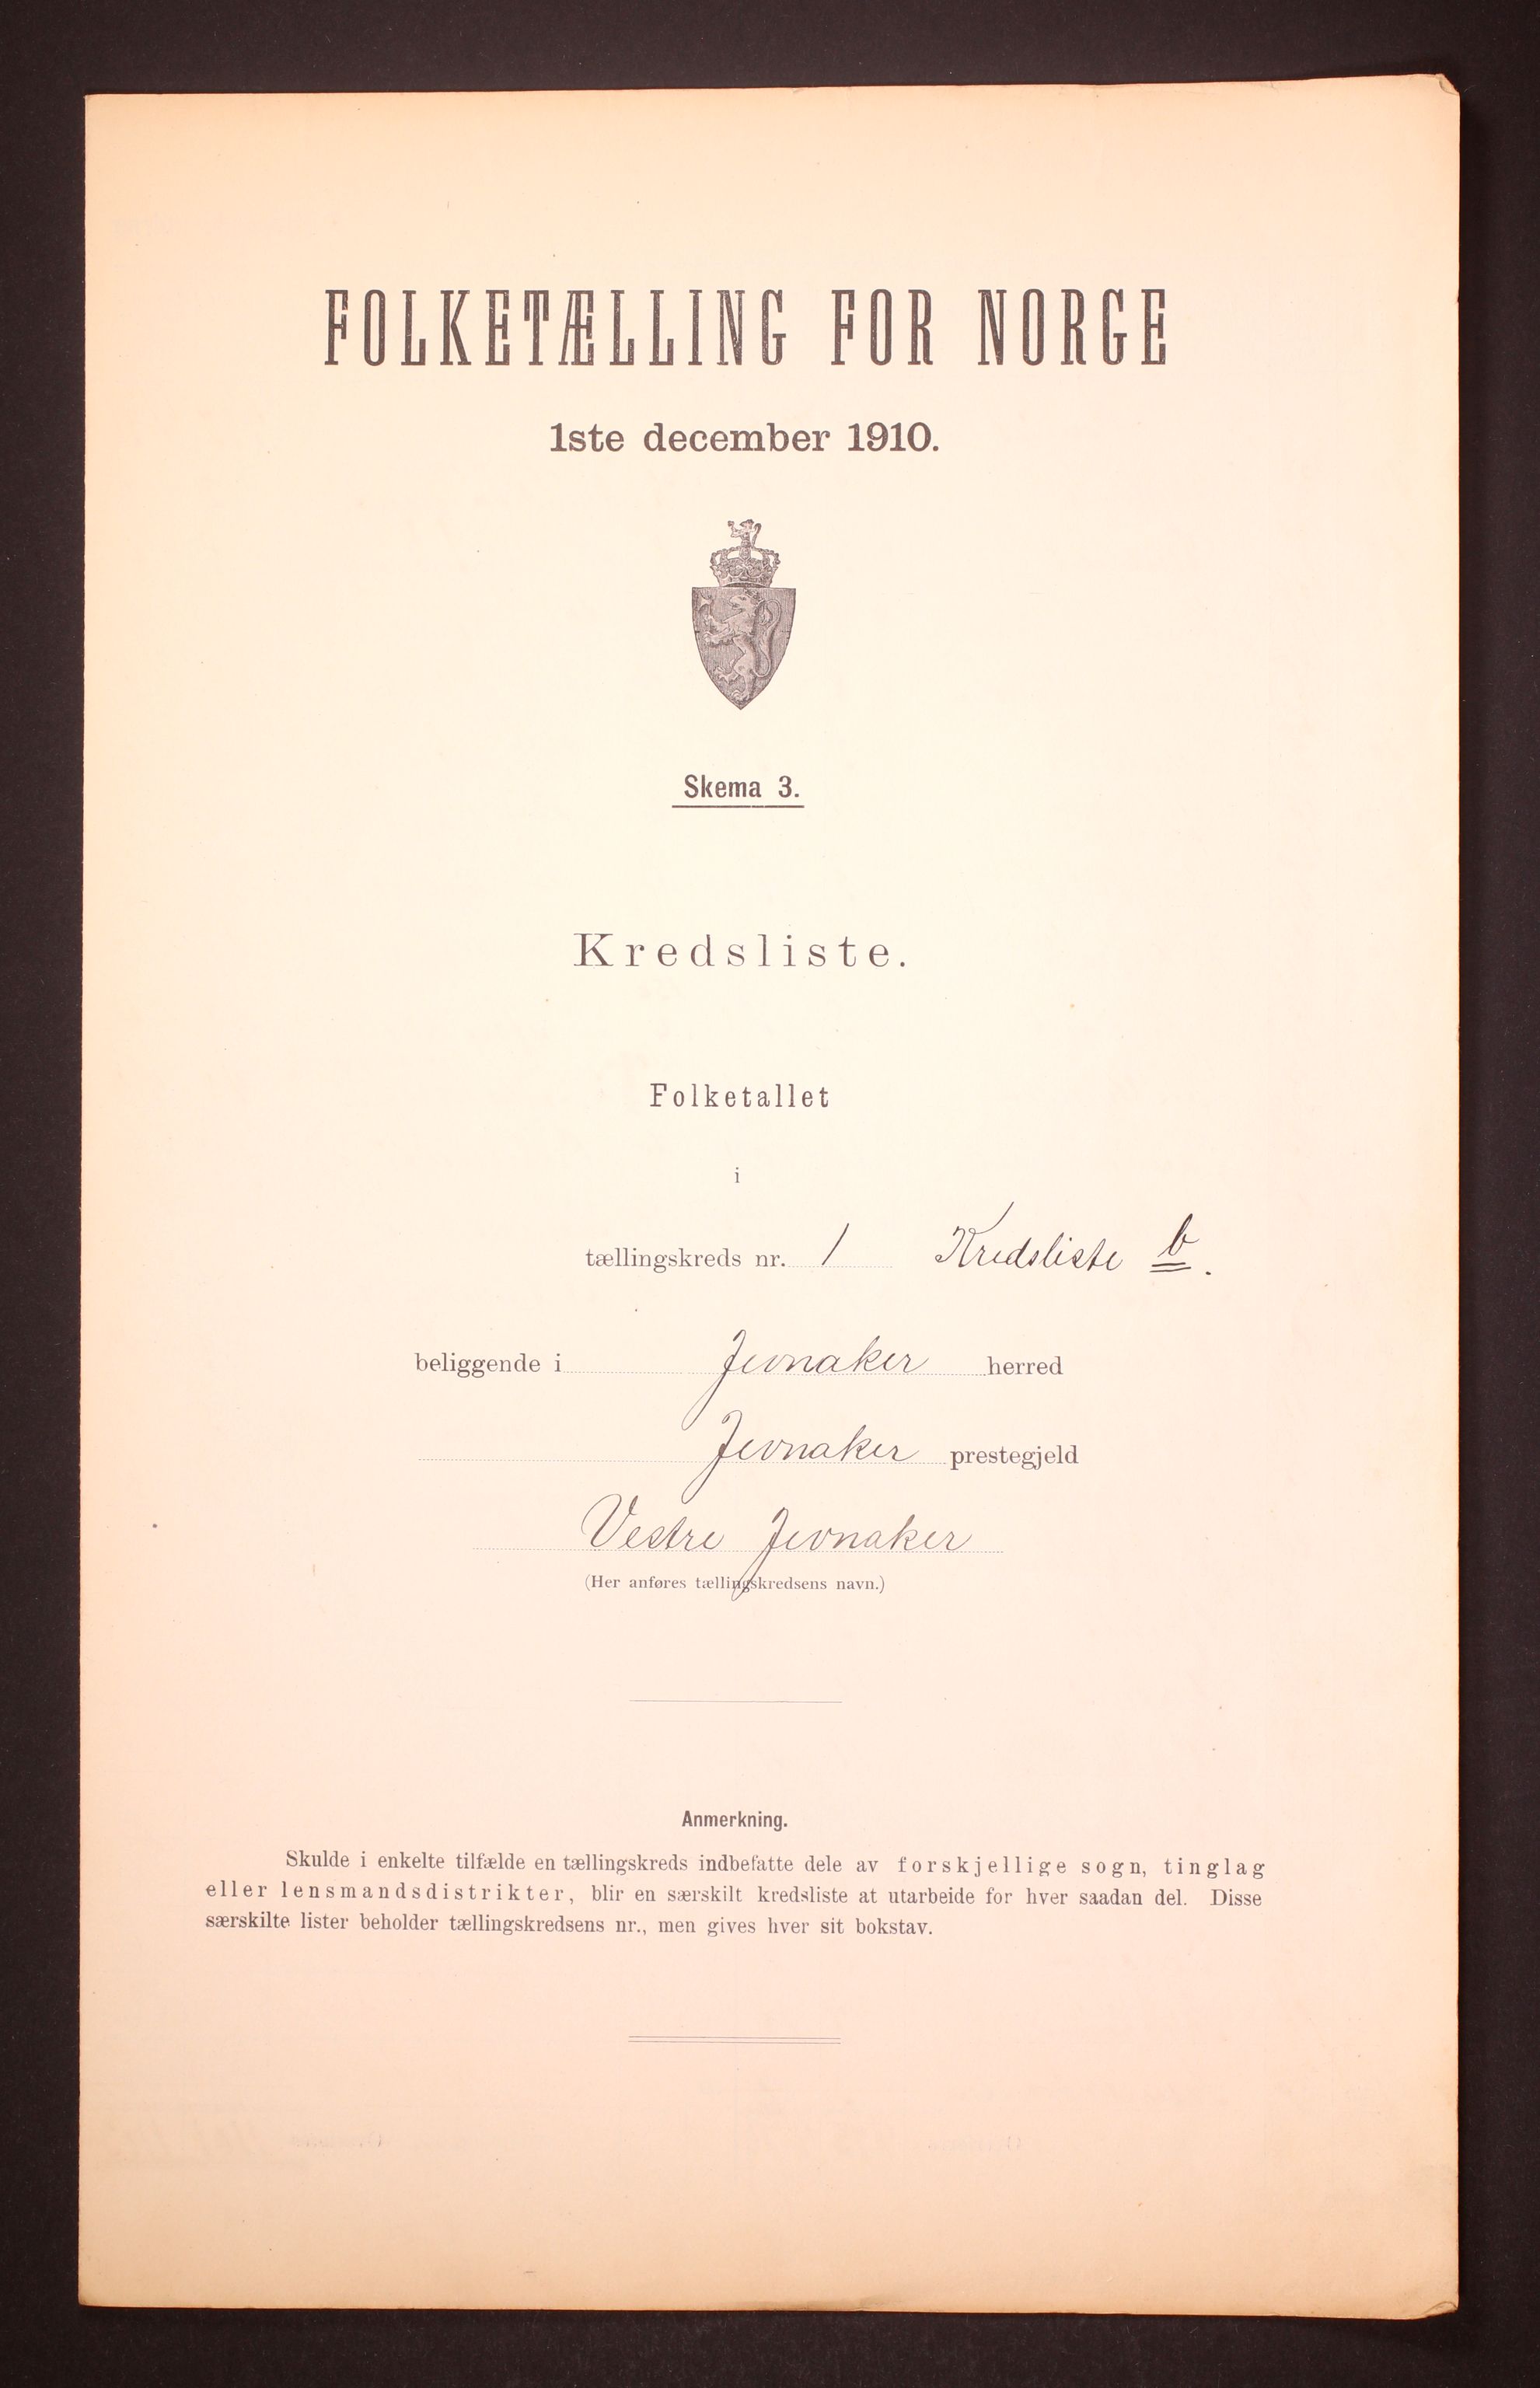 FOLKETÆLLING FOR NORGE
1ste december 1910.
Skema 3.
Kredsliste.
Folketallet
i
tællingskreds nr. 1 Kredsliste b.
beliggende i Jevnaker herred
Jevnaker prestegjeld
Vestre Jevnaker
(Her anføres tællingskredsens navn.)
Anmerkning.
Skulde i enkelte tilfælde en tællingskreds indbefatte dele av forskjellige sogn, tinglag
eller lensmandsdistrikter, blir en særskilt kredsliste at utarbeide for hver saadan del. Disse
særskilte lister beholder tællingskredsens nr., men gives hver sit bokstav.